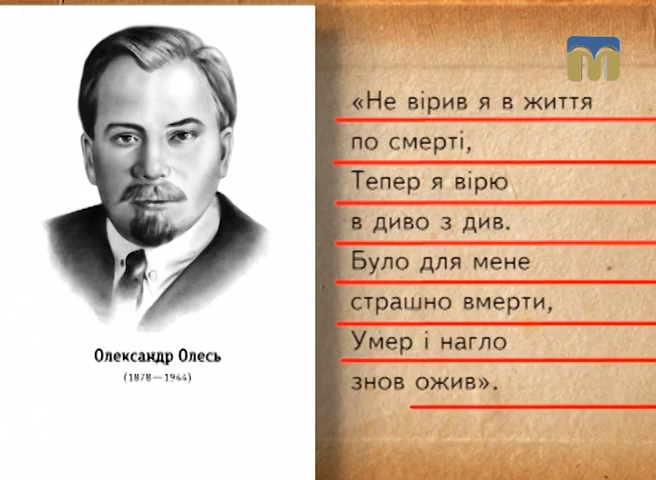 Олександр Олесь
(1878—1944)
«Не вірив я в життя
по смерті,
Тепер я вірю
в диво з див.
Було для мене
страшно вмерти,
Умер і нагло
знов ожив».